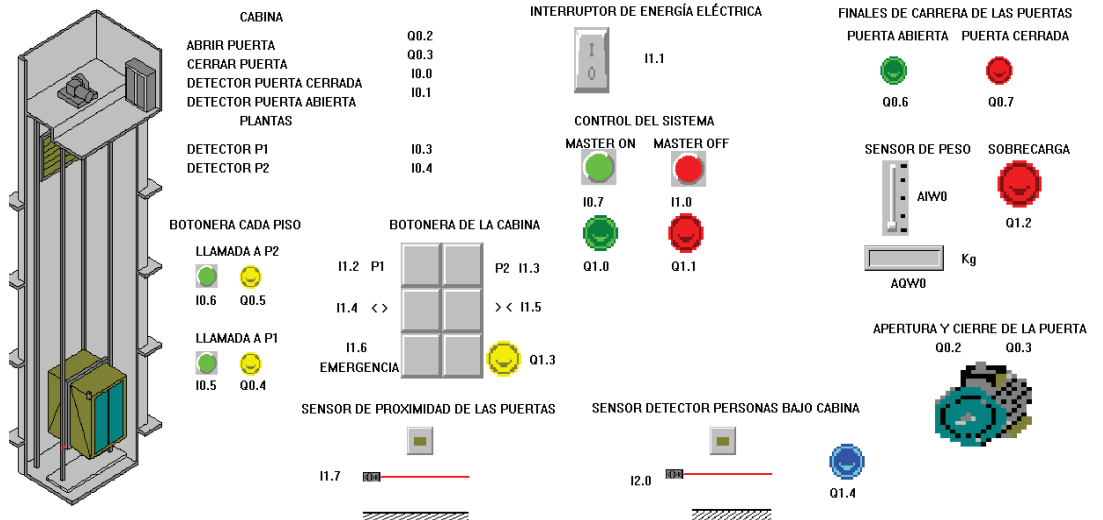 CABINA
ABRIR PUERTA Q0.2
CERRAR PUERTA Q0.3
DETECTOR PUERTA CERRADA I0.0
DETECTOR PUERTA ABIERTA I0.1
PLANTAS
DETECTOR P1 I0.3
DETECTOR P2 I0.4
INTERRUPTOR DE ENERGÍA ELÉCTRICA
I
0
I1.1
FINALES DE CARRERA DE LAS PUERTAS
PUERTA ABIERTA PUERTA CERRADA
Q0.6 Q0.7
CONTROL DEL SISTEMA
MASTER ON MASTER OFF
I0.7 I1.0
Q1.0 Q1.1
SENSOR DE PESO SOBRECARGA
AIW0
Q1.2
Kg
AQW0
BOTONERA CADA PISO
LLAMADA A P2
I0.6 Q0.5
LLAMADA A P1
I0.5 Q0.4
BOTONERA DE LA CABINA
I1.2 P1 P2 I1.3
I1.4 < > > < I1.5
I1.6
EMERGENCIA Q1.3
APERTURA Y CIERRE DE LA PUERTA
Q0.2 Q0.3
SENSOR DE PROXIMIDAD DE LAS PUERTAS
I1.7
SENSOR DETECTOR PERSONAS BAJO CABINA
I2.0
Q1.4